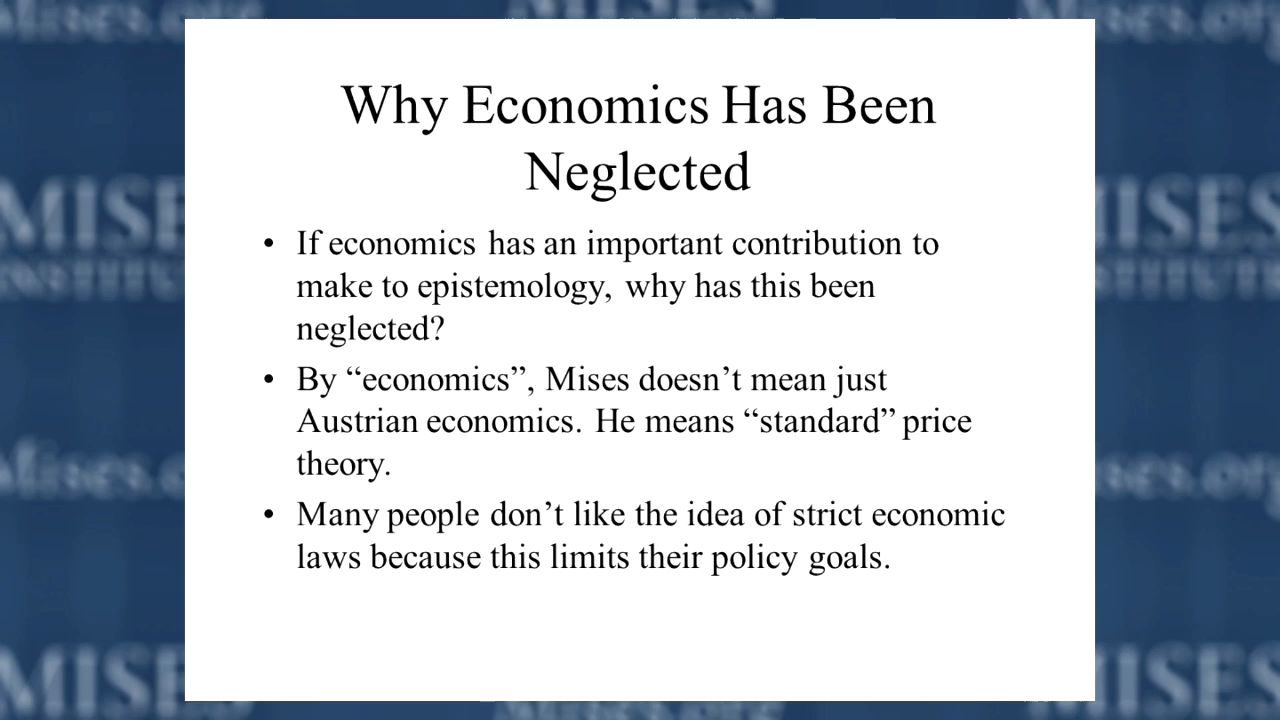 Why Economics Has Been
Neglected
• If economics has an important contribution to
make to epistemology, why has this been
neglected?
• By “economics”, Mises doesn’t mean just
Austrian economics. He means “standard” price
theory.
• Many people don’t like the idea of strict economic
laws because this limits their policy goals.